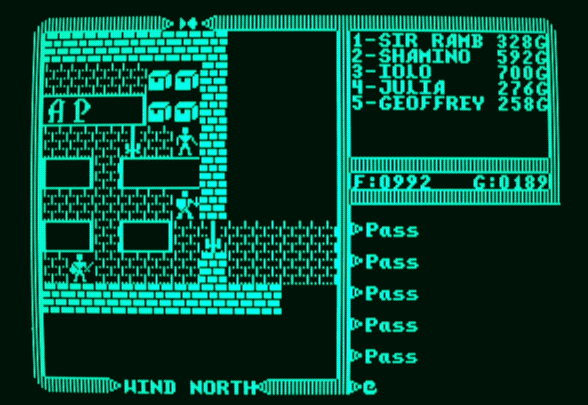 1-SIR RAMB 328G
2-SHAMINO 592G
3-IOLO 700G
4-JULIA 276G
5-GEOFFREY 258G
AP
F:0992 G:0189
Pass
Pass
Pass
Pass
Pass
WIND NORTH